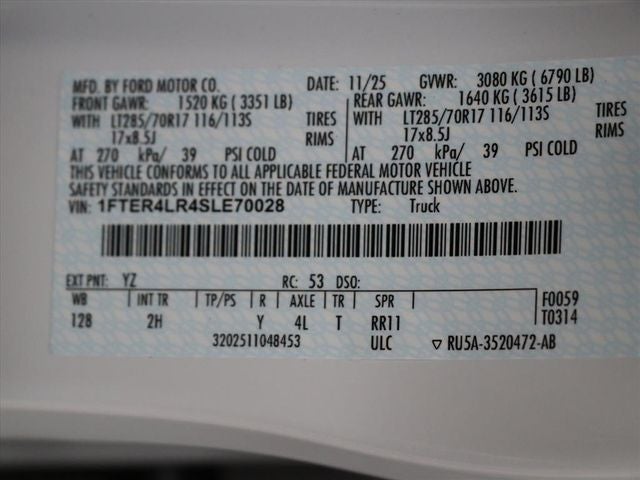 MFD. BY FORD MOTOR CO. DATE: 11/25 GVWR: 3080 KG ( 6790 LB)
FRONT GAWR: 1520 KG ( 3351 LB) REAR GAWR: 1640 KG ( 3615 LB)
WITH LT285/70R17 116/113S TIRES WITH LT285/70R17 116/113S TIRES
17x8.5J RIMS 17x8.5J RIMS
AT 270 kPa/ 39 PSI COLD AT 270 kPa/ 39 PSI COLD
THIS VEHICLE CONFORMS TO ALL APPLICABLE FEDERAL MOTOR VEHICLE
SAFETY STANDARDS IN EFFECT ON THE DATE OF MANUFACTURE SHOWN ABOVE.
VIN: 1FTER4LR4SLE70028 TYPE: Truck
EXT PNT: YZ RC: 53 DSO:
WB | INT TR | TP/PS | R | AXLE | TR | SPR F0059
128 2H Y 4L T RR11 T0314
3202511048453 ULC ▽ RU5A-3520472-AB